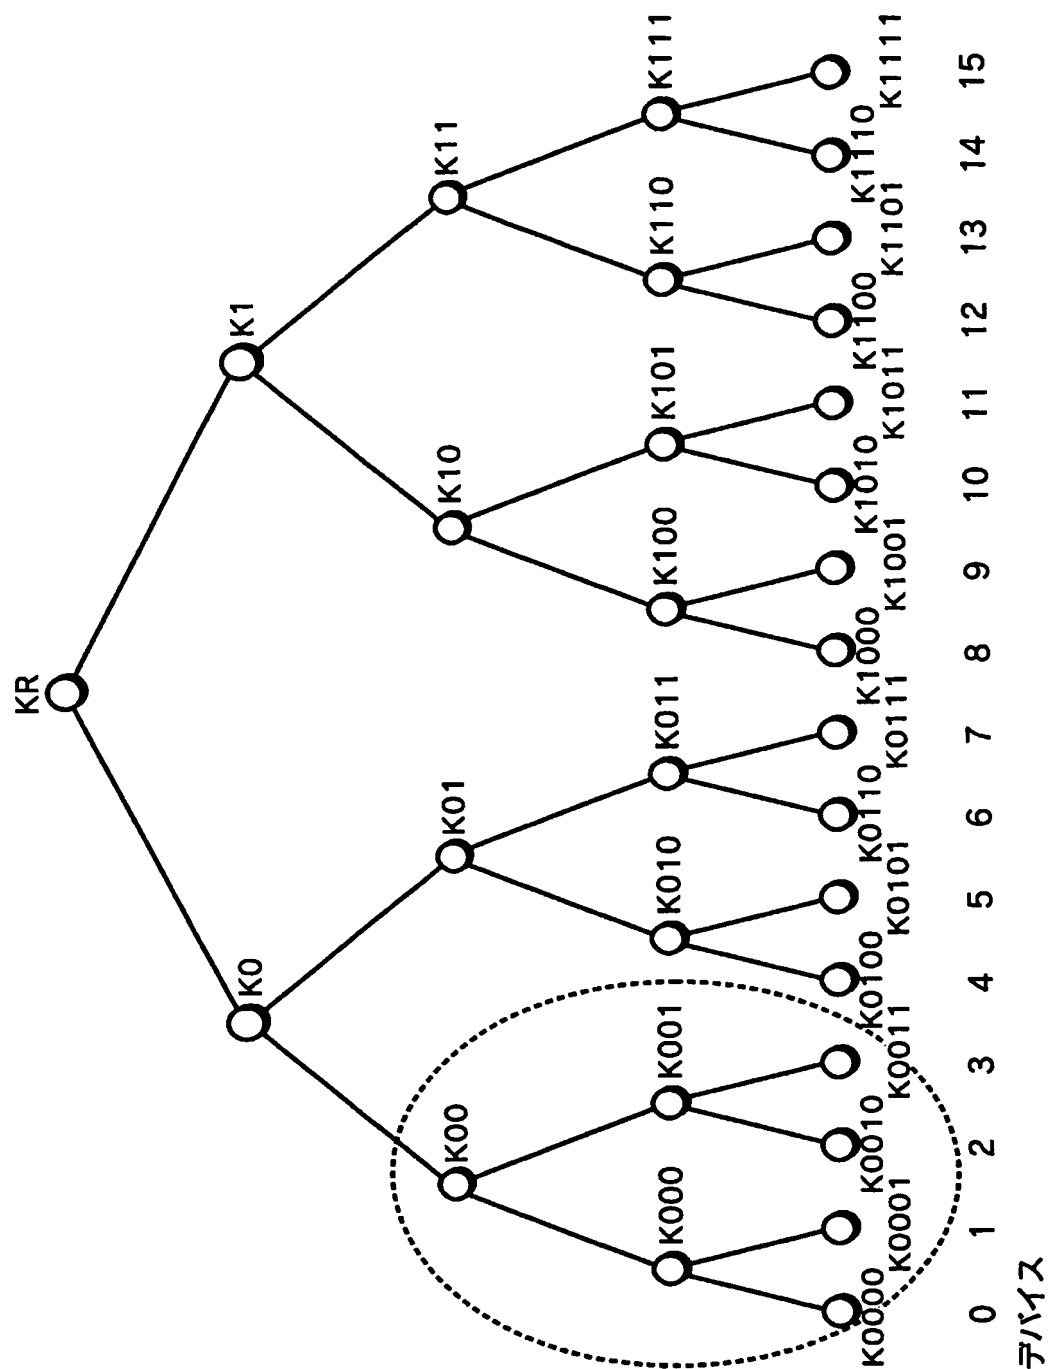 KR
K0
K1
K00
K01
K10
K11
K000
K001
K010
K011
K100
K101
K110
K111
K0000
K0001
K0010
K0011
K0100
K0101
K0110
K0111
K1000
K1001
K1010
K1011
K1100
K1101
K1110
K1111
0 1 2 3 4 5 6 7 8 9 10 11 12 13 14 15
デバイス